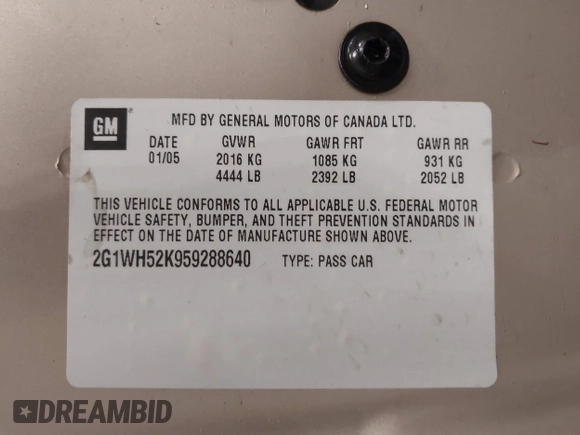 GM
MFD BY GENERAL MOTORS OF CANADA LTD.
DATE GVWR GAWR FRT GAWR RR
01/05 2016 KG 1085 KG 931 KG
4444 LB 2392 LB 2052 LB
THIS VEHICLE CONFORMS TO ALL APPLICABLE U.S. FEDERAL MOTOR
VEHICLE SAFETY, BUMPER, AND THEFT PREVENTION STANDARDS IN
EFFECT ON THE DATE OF MANUFACTURE SHOWN ABOVE.
2G1WH52K959288640 TYPE: PASS CAR
DREAMBID